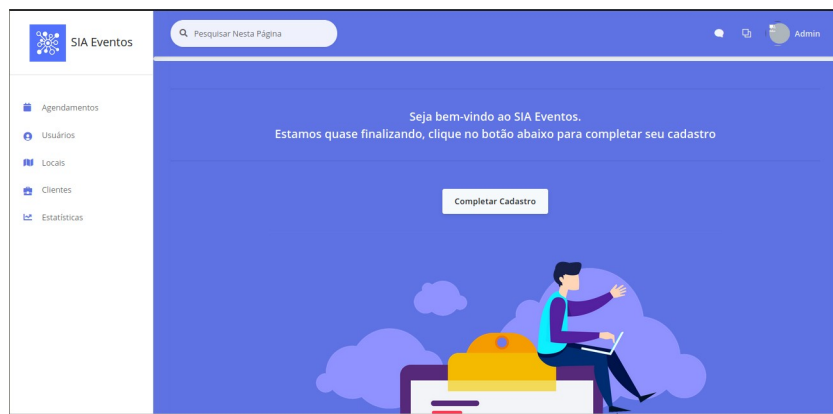 SIA Eventos
Pesquisar Nesta Página
Admin
Agendamentos
Usuários
Locais
Clientes
Estatísticas
Seja bem-vindo ao SIA Eventos.
Estamos quase finalizando, clique no botão abaixo para completar seu cadastro
Completar Cadastro